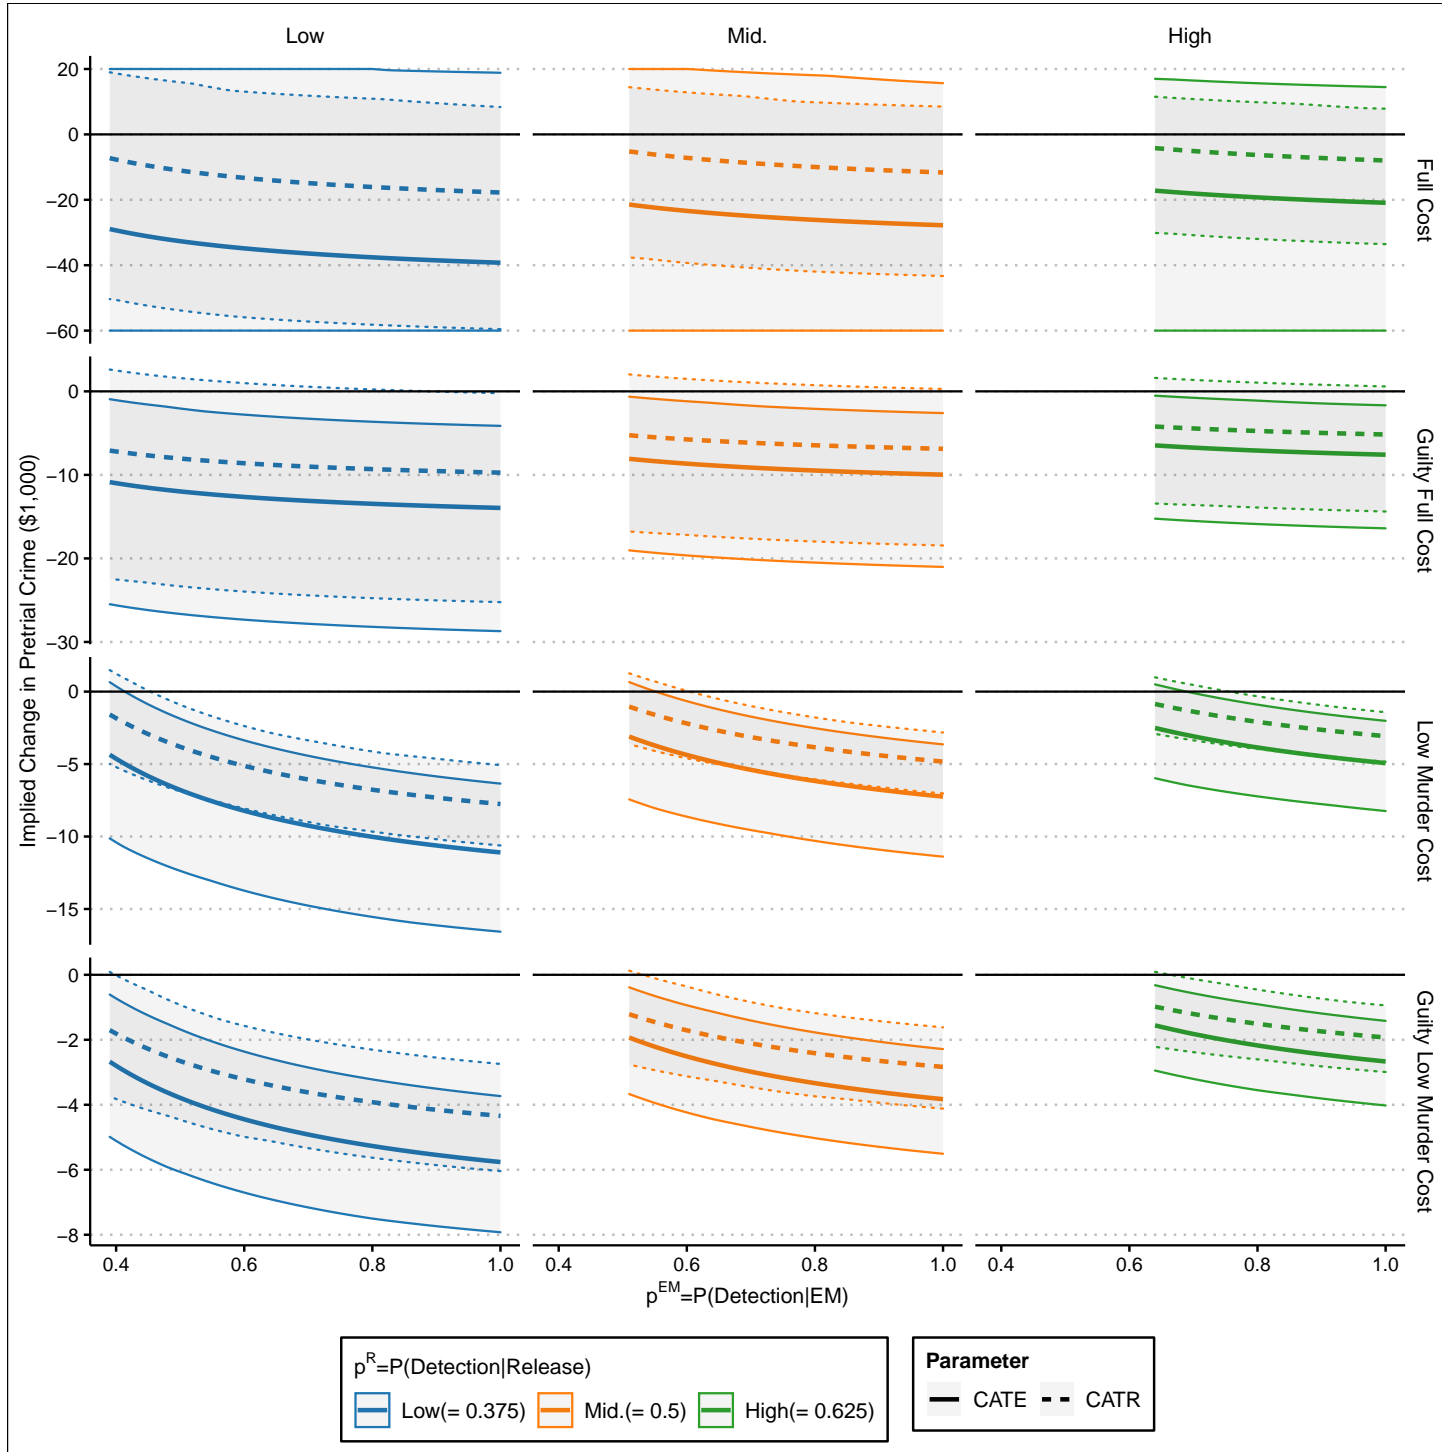 Low Mid. High
20
0
−20
−40
−60
Full Cost
0
−10
−20
−30
Guilty Full Cost
Implied Change in Pretrial Crime ($1,000)
0
−5
−10
−15
Low Murder Cost
0
−2
−4
−6
−8
Guilty Low Murder Cost
0.4 0.6 0.8 1.0 0.4 0.6 0.8 1.0 0.4 0.6 0.8 1.0
p^EM=P(Detection|EM)
p^R=P(Detection|Release)
Low(= 0.375) Mid.(= 0.5) High(= 0.625)
Parameter
CATE CATR